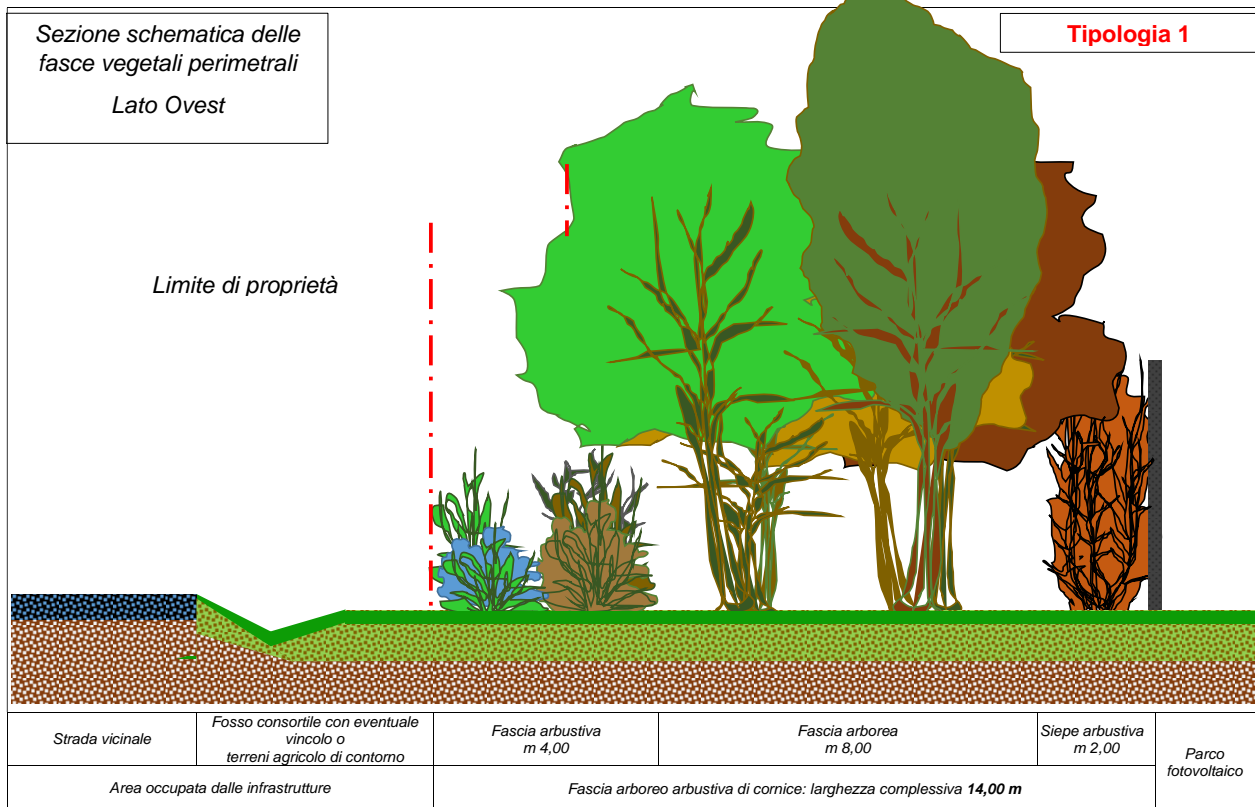 Sezione schematica delle
fasce vegetali perimetrali
Lato Ovest
Tipologia 1
Limite di proprietà
Strada vicinale
Fosso consortile con eventuale
vincolo o
terreni agricolo di contorno
Fascia arbustiva
m 4,00
Fascia arborea
m 8,00
Siepe arbustiva
m 2,00
Parco
fotovoltaico
Area occupata dalle infrastrutture
Fascia arboreo arbustiva di cornice: larghezza complessiva 14,00 m